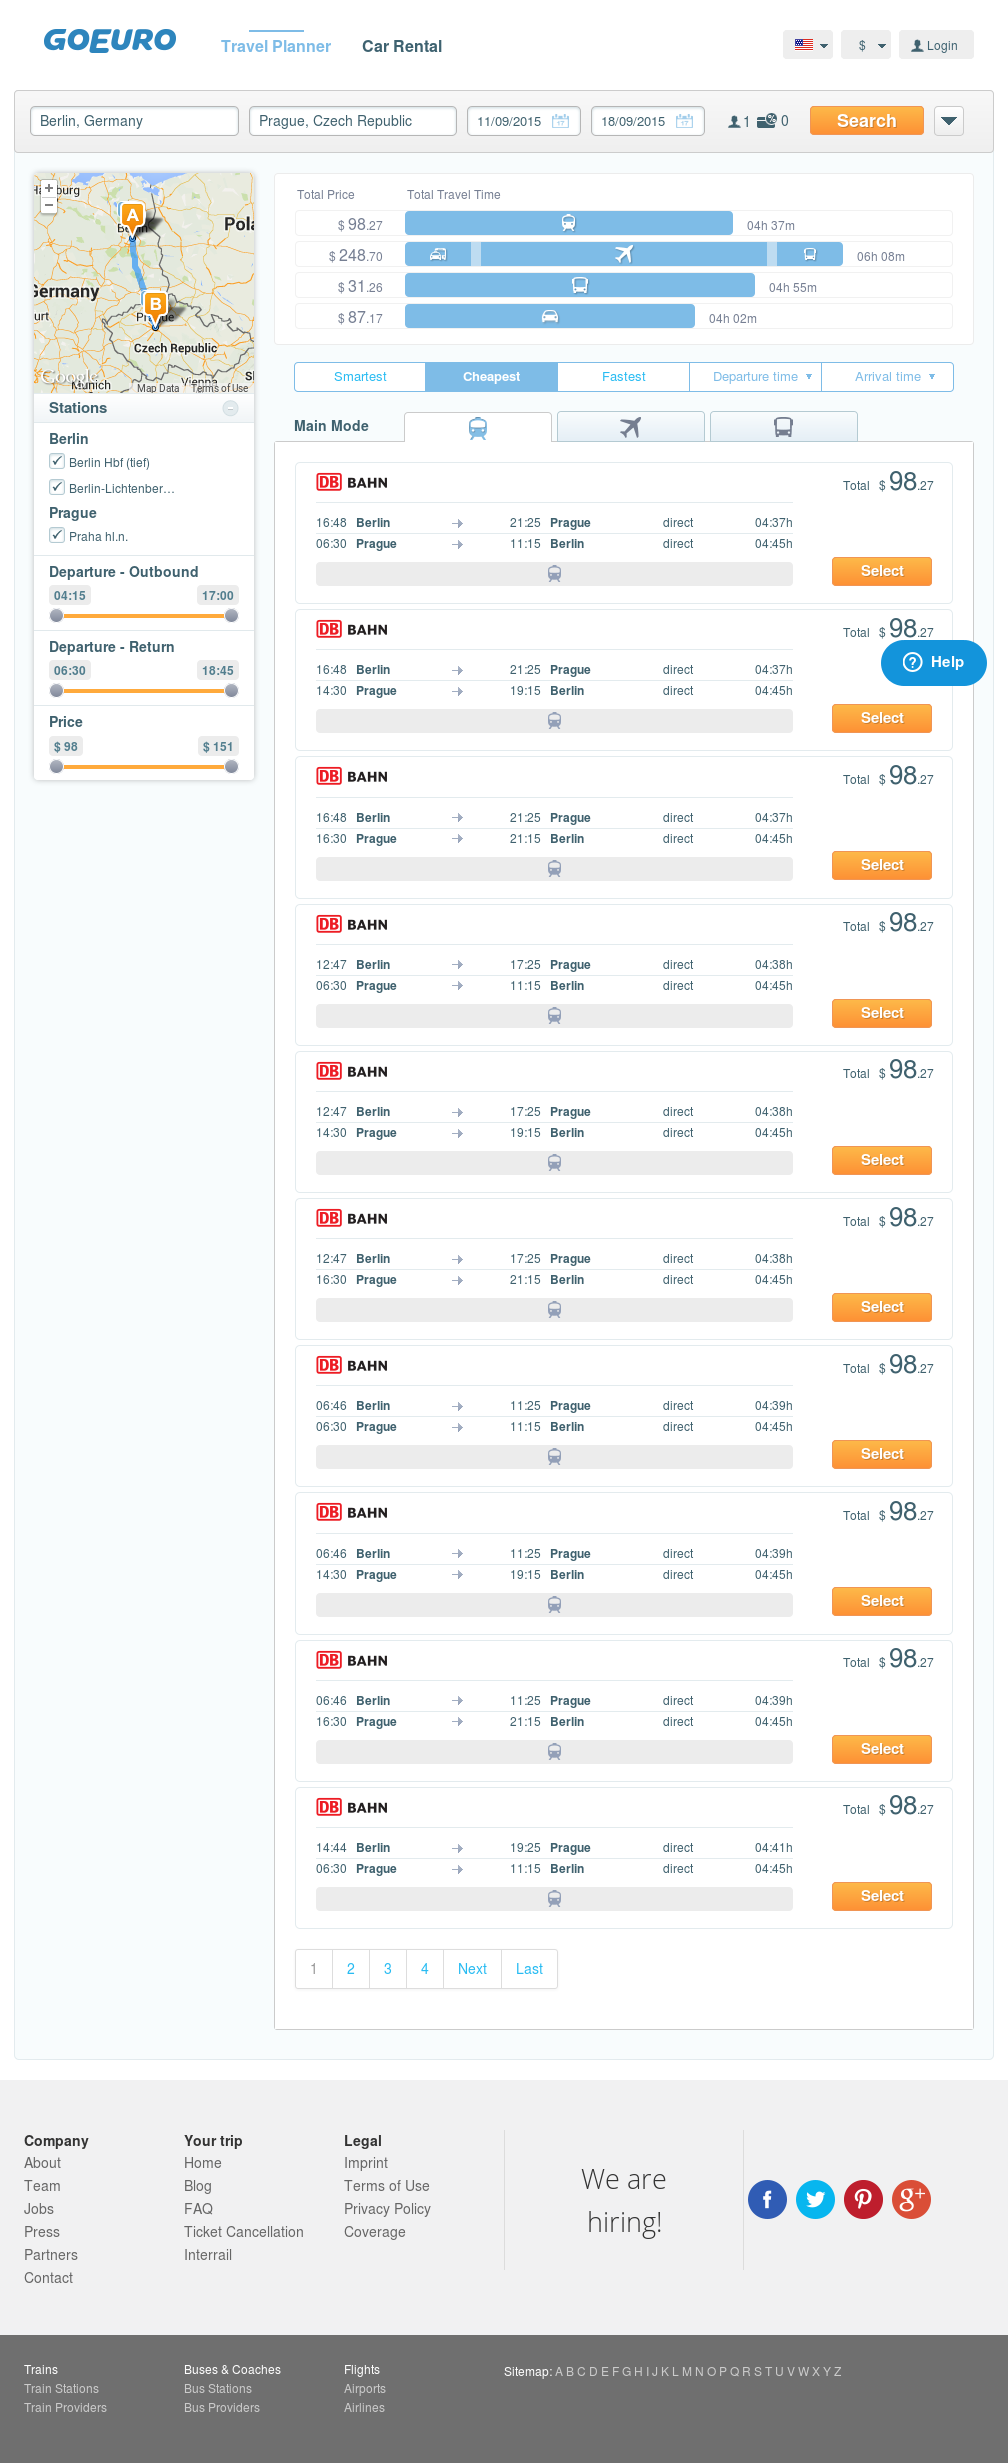 GOEURO
Travel Planner Car Rental
$ Login
Berlin, Germany Prague, Czech Republic 11/09/2015 18/09/2015 1 0 Search
Stations
Berlin
Berlin Hbf (tief)
Berlin-Lichtenber...
Prague
Praha hl.n.
Departure - Outbound
04:15 17:00
Departure - Return
06:30 18:45
Price
$ 98 $ 151
A
B
Germany
Czech Republic
Google
Map Data Terms of Use
Total Price Total Travel Time
$ 98.27 04h 37m
$ 248.70 06h 08m
$ 31.26 04h 55m
$ 87.17 04h 02m
Smartest Cheapest Fastest Departure time Arrival time
Main Mode
DB BAHN Total $ 98.27
16:48 Berlin 21:25 Prague direct 04:37h
06:30 Prague 11:15 Berlin direct 04:45h
Select
DB BAHN Total $ 98.27
16:48 Berlin 21:25 Prague direct 04:37h
14:30 Prague 19:15 Berlin direct 04:45h
Select
Help
DB BAHN Total $ 98.27
16:48 Berlin 21:25 Prague direct 04:37h
16:30 Prague 21:15 Berlin direct 04:45h
Select
DB BAHN Total $ 98.27
12:47 Berlin 17:25 Prague direct 04:38h
06:30 Prague 11:15 Berlin direct 04:45h
Select
DB BAHN Total $ 98.27
12:47 Berlin 17:25 Prague direct 04:38h
14:30 Prague 19:15 Berlin direct 04:45h
Select
DB BAHN Total $ 98.27
12:47 Berlin 17:25 Prague direct 04:38h
16:30 Prague 21:15 Berlin direct 04:45h
Select
DB BAHN Total $ 98.27
06:46 Berlin 11:25 Prague direct 04:39h
06:30 Prague 11:15 Berlin direct 04:45h
Select
DB BAHN Total $ 98.27
06:46 Berlin 11:25 Prague direct 04:39h
14:30 Prague 19:15 Berlin direct 04:45h
Select
DB BAHN Total $ 98.27
06:46 Berlin 11:25 Prague direct 04:39h
16:30 Prague 21:15 Berlin direct 04:45h
Select
DB BAHN Total $ 98.27
14:44 Berlin 19:25 Prague direct 04:41h
06:30 Prague 11:15 Berlin direct 04:45h
Select
1 2 3 4 Next Last
Company
About
Team
Jobs
Press
Partners
Contact
Your trip
Home
Blog
FAQ
Ticket Cancellation
Interrail
Legal
Imprint
Terms of Use
Privacy Policy
Coverage
We are
hiring!
Trains
Train Stations
Train Providers
Buses & Coaches
Bus Stations
Bus Providers
Flights
Airports
Airlines
Sitemap: A B C D E F G H I J K L M N O P Q R S T U V W X Y Z